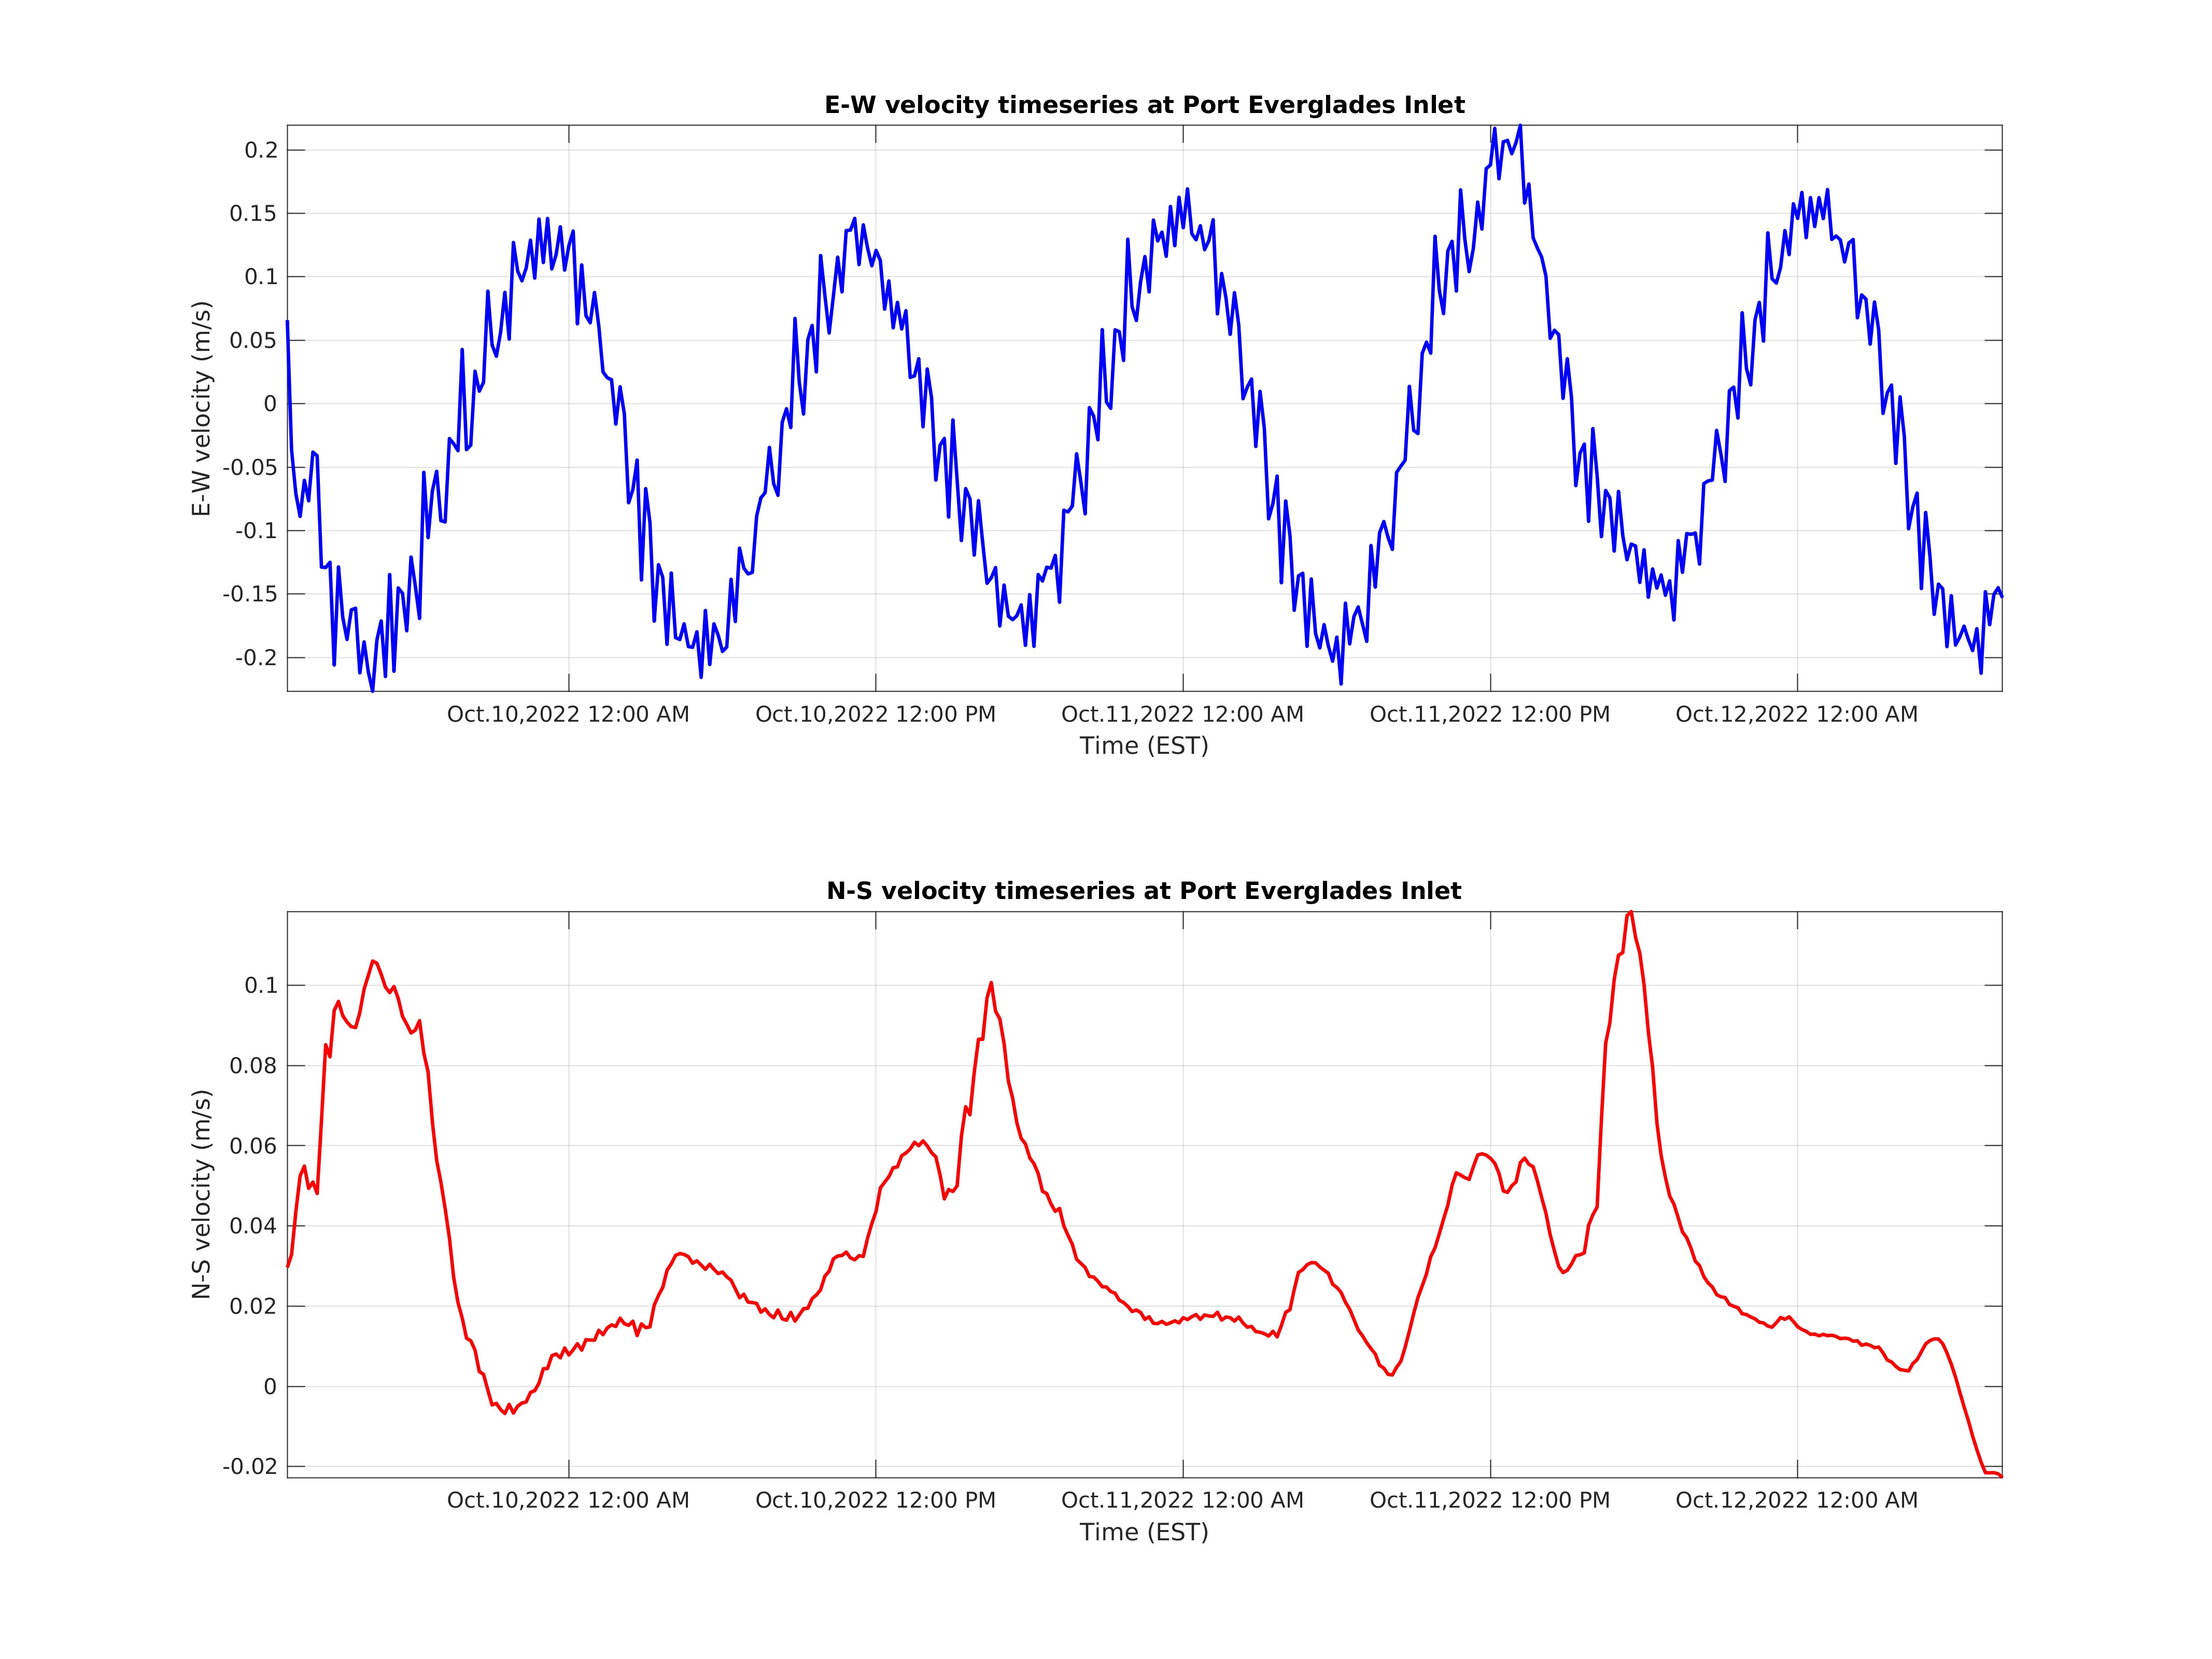 E-W velocity timeseries at Port Everglades Inlet
0.2
0.15
0.1
0.05
0
-0.05
-0.1
-0.15
-0.2
E-W velocity (m/s)
Oct.10,2022 12:00 AM
Oct.10,2022 12:00 PM
Oct.11,2022 12:00 AM
Oct.11,2022 12:00 PM
Oct.12,2022 12:00 AM
Time (EST)
N-S velocity timeseries at Port Everglades Inlet
0.1
0.08
0.06
0.04
0.02
0
-0.02
N-S velocity (m/s)
Oct.10,2022 12:00 AM
Oct.10,2022 12:00 PM
Oct.11,2022 12:00 AM
Oct.11,2022 12:00 PM
Oct.12,2022 12:00 AM
Time (EST)